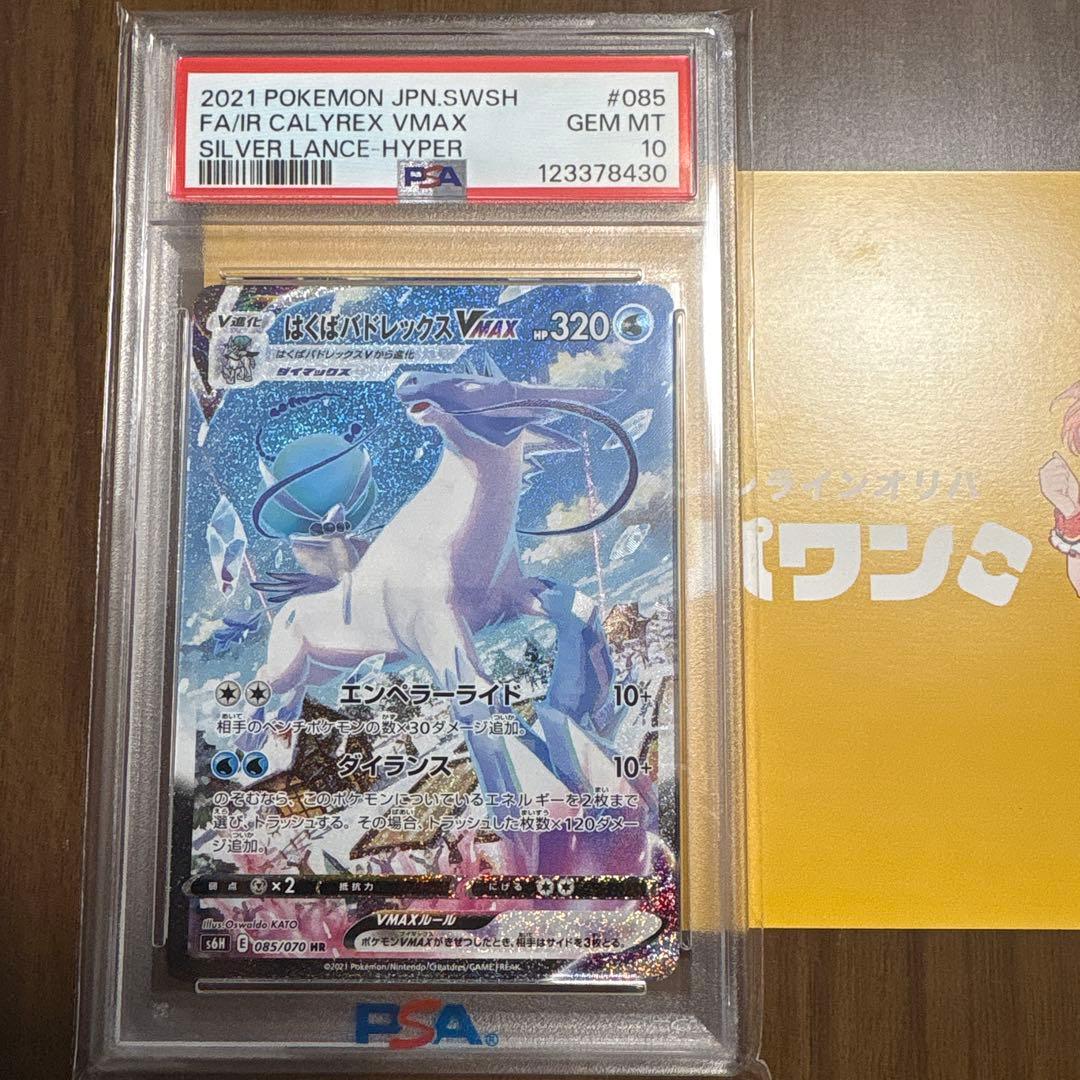 2021 POKEMON JPN.SWSH #085
FA/IR CALYREX VMAX GEM MT
SILVER LANCE-HYPER 10
PSA 123378430
V進化 はくばバドレックスVMAX HP320
はくばバドレックスVから進化
ダイマックス
エンペラーライド 10+
相手のベンチポケモンの数×30ダメージ追加。
ダイランス 10+
のぞむなら、このポケモンについているエネルギーを2枚まで
選び、トラッシュする。その場合、トラッシュした枚数×120ダメー
ジ追加。
弱点 ×2 抵抗力 にげる
Illus.Oswaldo KATO
VMAXルール
s6H E 085/070 HR
ポケモンVMAXがきぜつしたとき、相手はサイドを3枚とる。
©2021 Pokémon/Nintendo/Creatures/GAME FREAK.
PSA®
ンラインオリパ
パワン